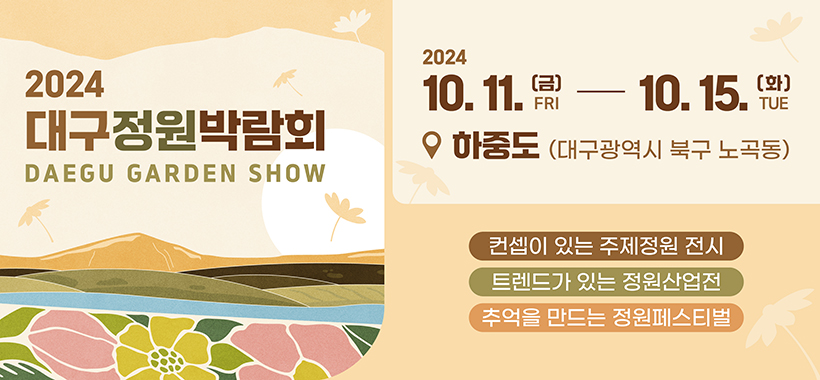 2024
대구정원박람회
DAEGU GARDEN SHOW
2024
10. 11. (금) FRI — 10. 15. (화) TUE
하중도 (대구광역시 북구 노곡동)
컨셉이 있는 주제정원 전시
트렌드가 있는 정원산업전
추억을 만드는 정원페스티벌